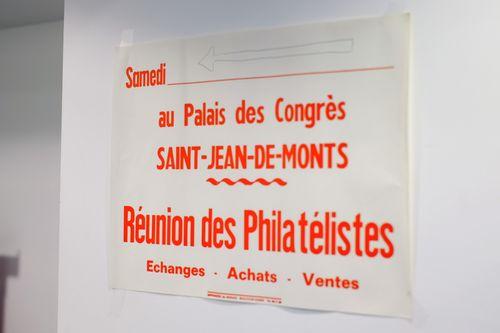 Samedi
au Palais des Congrès
SAINT-JEAN-DE-MONTS
Réunion des Philatélistes
Echanges - Achats - Ventes